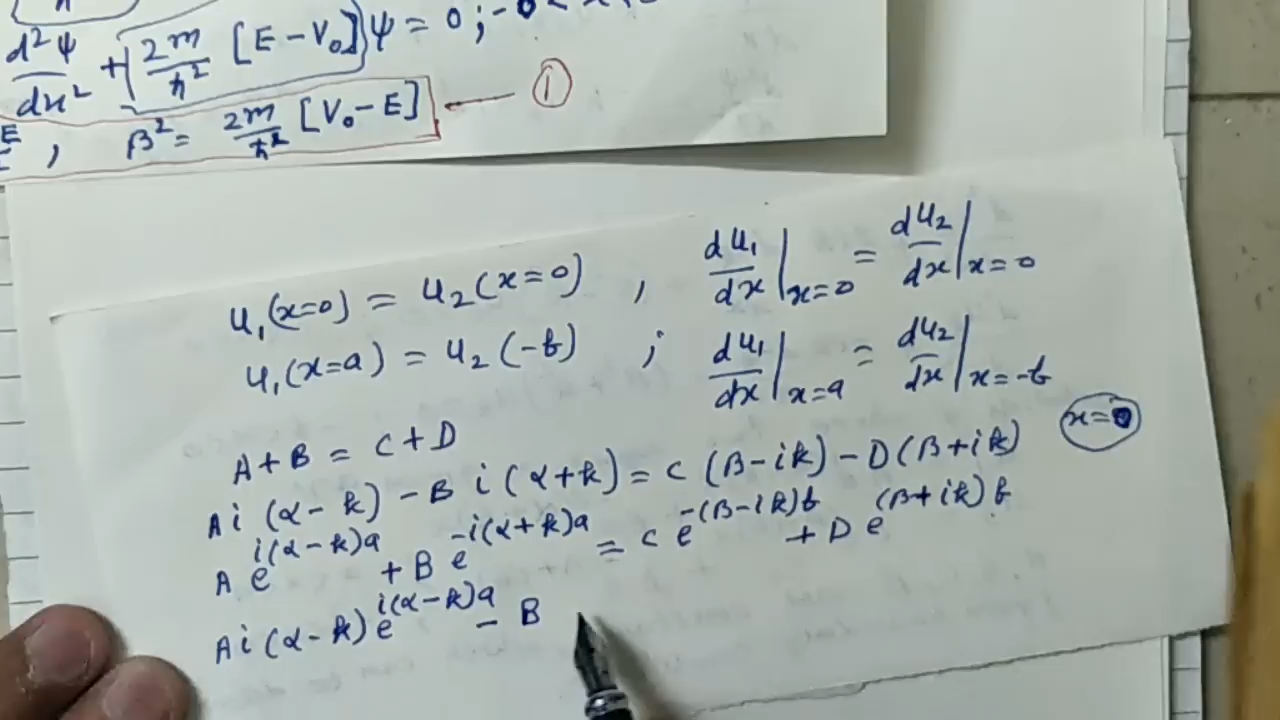 d²ψ/dx² + 2m/ħ² [E - V₀]ψ = 0 ; -
β² = 2m/ħ² [V₀ - E] — ①
u₁(x=0) = u₂(x=0) , du₁/dx|x=0 = du₂/dx|x=0
u₁(x=a) = u₂(-b) ; du₁/dx|x=a = du₂/dx|x=-b
A + B = C + D
x=0
Ai(α-k) - Bi(α+k) = C(β-ik) - D(β+ik)
A e^{i(α-k)a} + B e^{-i(α+k)a} = C e^{-(β-ik)b} + D e^{(β+ik)b}
Ai(α-k)e^{i(α-k)a} - B